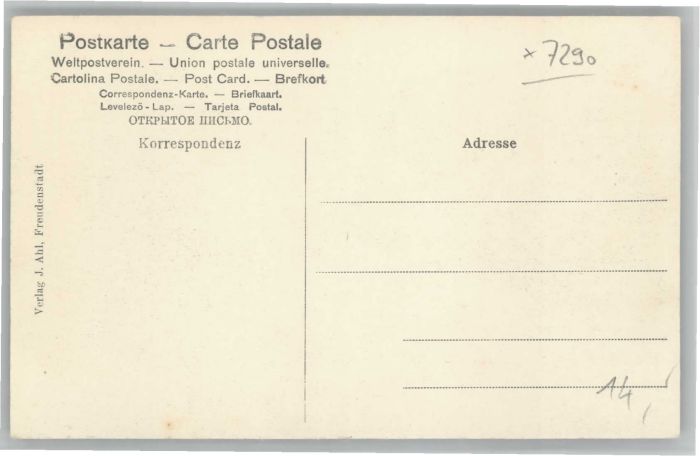 Postkarte — Carte Postale
Weltpostverein. — Union postale universelle.
Cartolina Postale. — Post Card. — Brefkort
Correspondenz-Karte. — Briefkaart.
Levelező-Lap. — Tarjeta Postal.
ОТКРЫТОЕ ПИСЬМО.
Korrespondenz
Adresse
Verlag J. Ahl, Freudenstadt
x 7290
14,